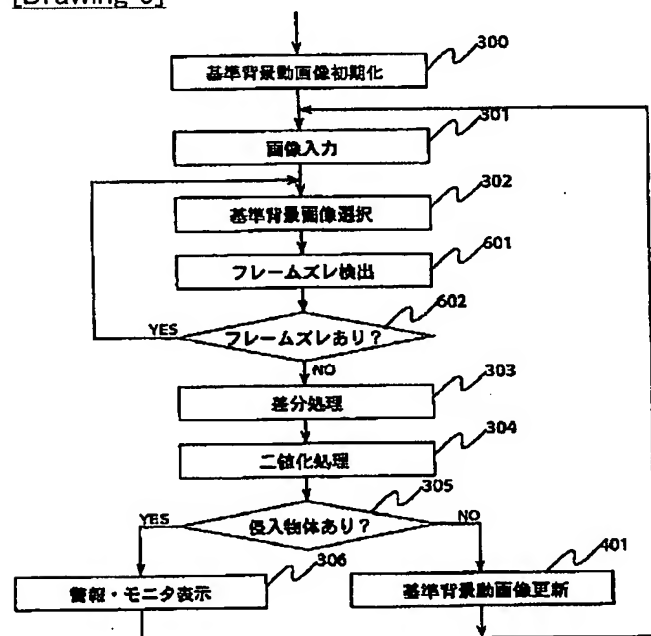 300
基準背景動画像初期化
301
画像入力
302
基準背景画像選択
601
フレームズレ検出
602
YES
フレームズレあり？
NO
303
差分処理
304
二値化処理
305
YES
侵入物体あり？
NO
306
401
警報・モニタ表示
基準背景動画像更新